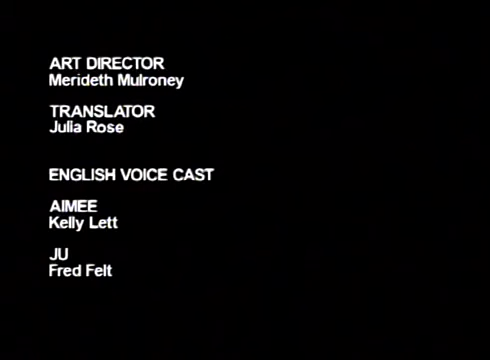 ART DIRECTOR
Merideth Mulroney
TRANSLATOR
Julia Rose
ENGLISH VOICE CAST
AIMEE
Kelly Lett
JU
Fred Felt